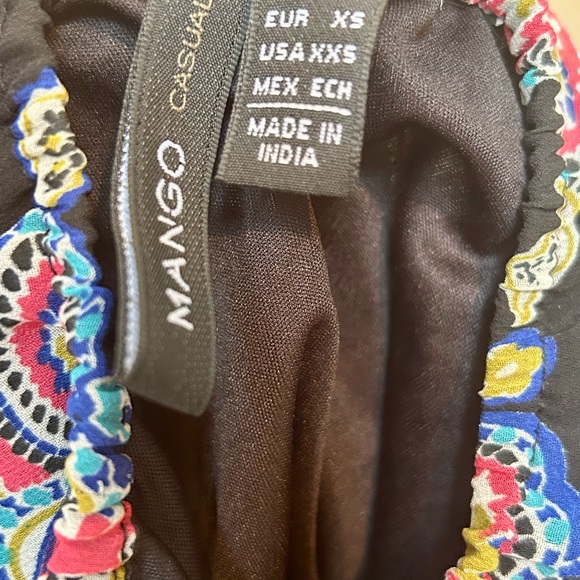 MANGO CASUAL
EUR XS
USA XXS
MEX ECH
MADE IN
INDIA